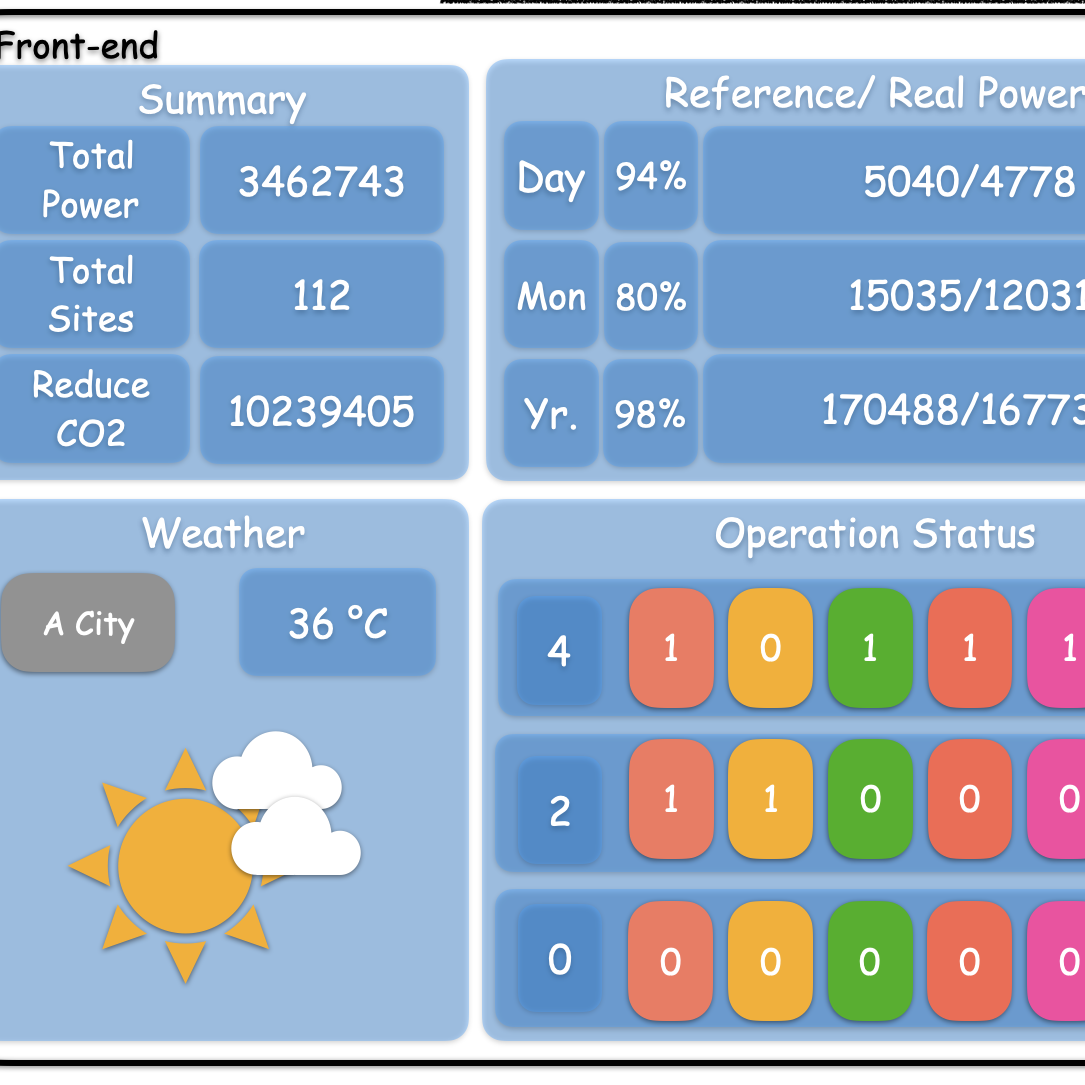 Front-end
Summary
Total
Power
3462743
Total
Sites
112
Reduce
CO2
10239405
Reference/ Real Power
Day
94%
5040/4778
Mon
80%
15035/12031
Yr.
98%
170488/16773
Weather
A City
36 °C
Operation Status
4 1 0 1 1 1
2 1 1 0 0 0
0 0 0 0 0 0